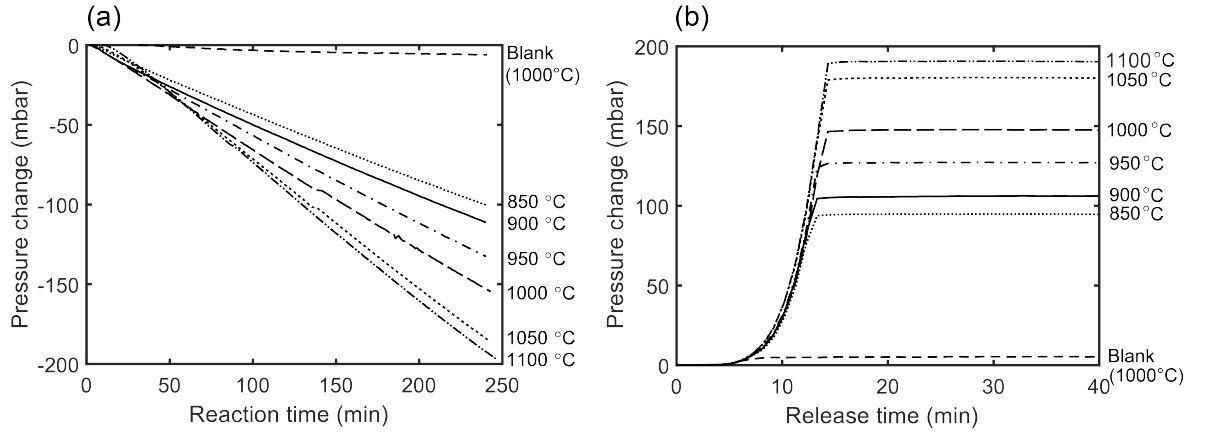 (a)
Pressure change (mbar)
0
-50
-100
-150
-200
0 50 100 150 200 250
Reaction time (min)
Blank
(1000°C)
850 °C
900 °C
950 °C
1000 °C
1050 °C
1100 °C
(b)
Pressure change (mbar)
200
150
100
50
0
0 10 20 30 40
Release time (min)
1100°C
1050°C
1000°C
950°C
900°C
850°C
Blank
(1000°C)